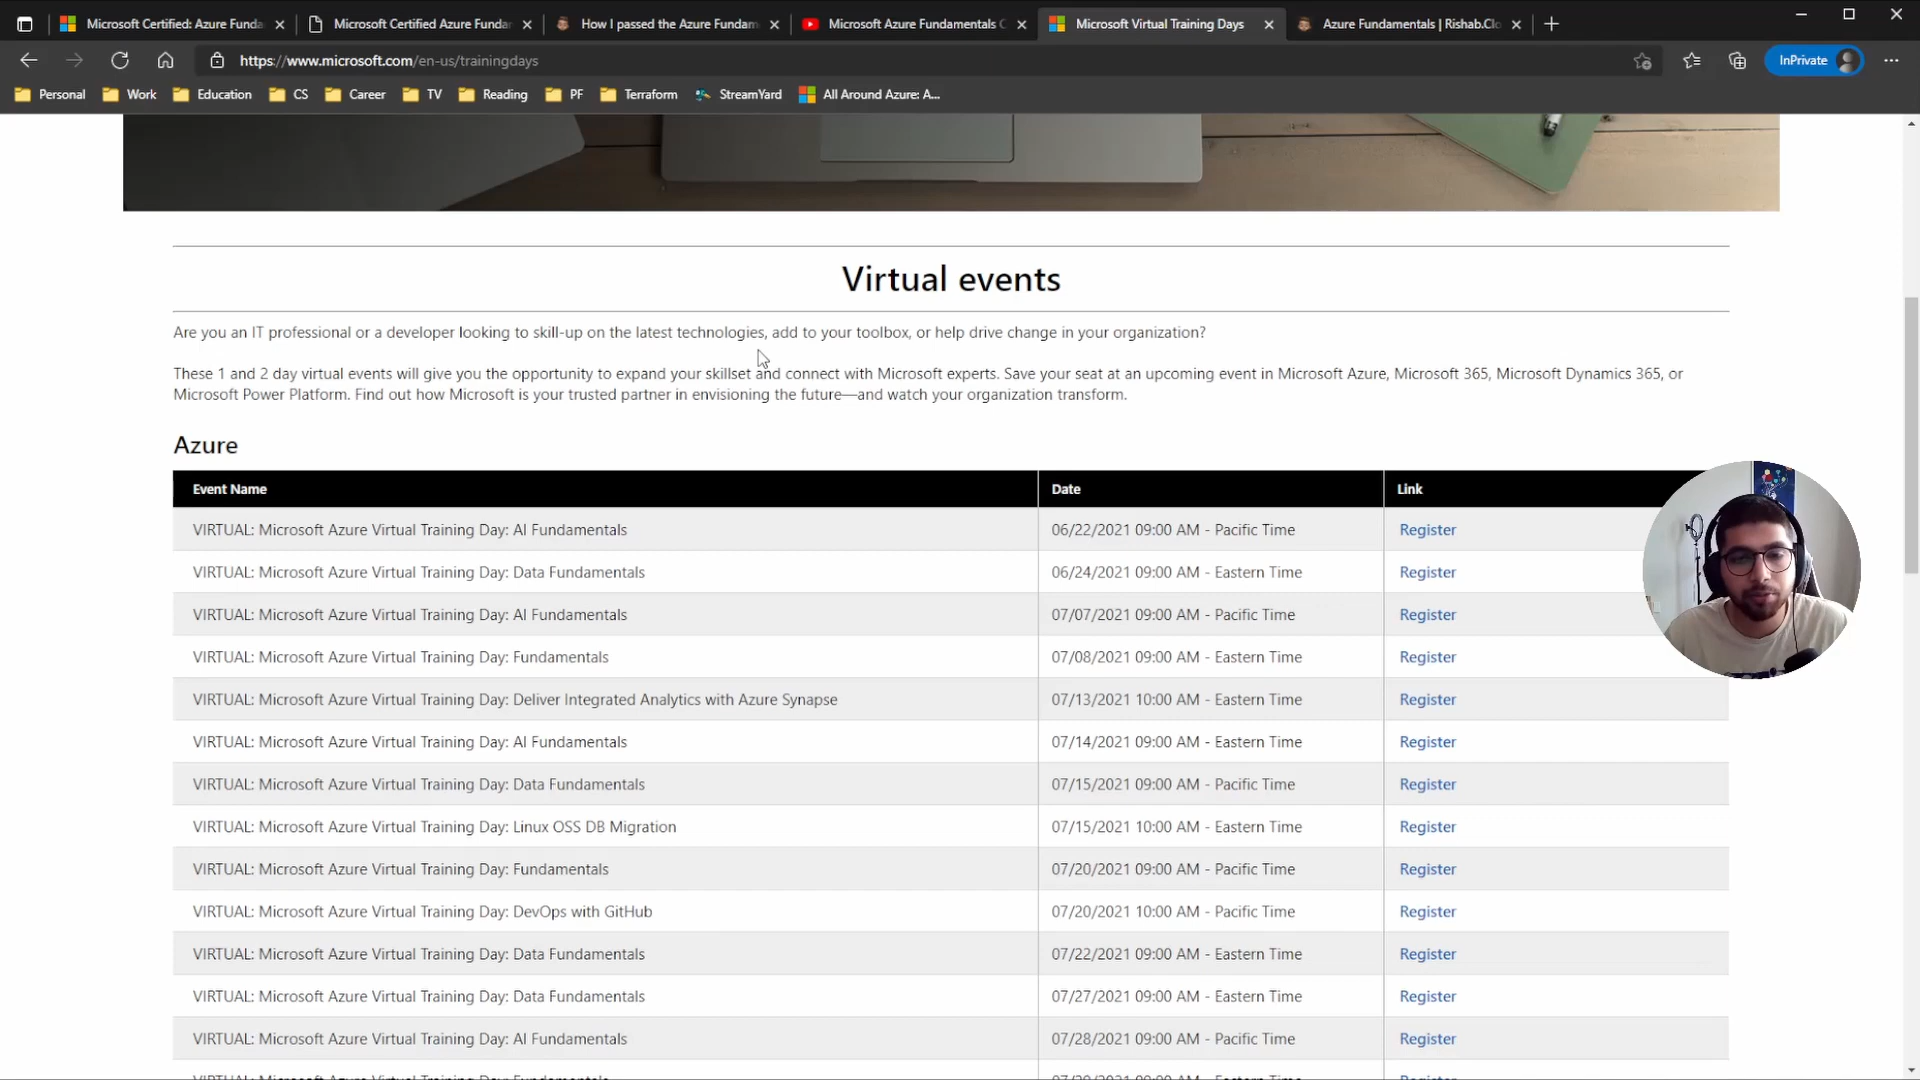 Microsoft Certified: Azure Funda
Microsoft Certified Azure Fundar
How I passed the Azure Fundam
Microsoft Azure Fundamentals C
Microsoft Virtual Training Days
Azure Fundamentals | Rishab.Clo
https://www.microsoft.com/en-us/trainingdays
InPrivate
Personal
Work
Education
CS
Career
TV
Reading
PF
Terraform
StreamYard
All Around Azure: A...
Virtual events
Are you an IT professional or a developer looking to skill-up on the latest technologies, add to your toolbox, or help drive change in your organization?
These 1 and 2 day virtual events will give you the opportunity to expand your skillset and connect with Microsoft experts. Save your seat at an upcoming event in Microsoft Azure, Microsoft 365, Microsoft Dynamics 365, or
Microsoft Power Platform. Find out how Microsoft is your trusted partner in envisioning the future—and watch your organization transform.
Azure
Event Name Date Link
VIRTUAL: Microsoft Azure Virtual Training Day: AI Fundamentals 06/22/2021 09:00 AM - Pacific Time Register
VIRTUAL: Microsoft Azure Virtual Training Day: Data Fundamentals 06/24/2021 09:00 AM - Eastern Time Register
VIRTUAL: Microsoft Azure Virtual Training Day: AI Fundamentals 07/07/2021 09:00 AM - Pacific Time Register
VIRTUAL: Microsoft Azure Virtual Training Day: Fundamentals 07/08/2021 09:00 AM - Eastern Time Register
VIRTUAL: Microsoft Azure Virtual Training Day: Deliver Integrated Analytics with Azure Synapse 07/13/2021 10:00 AM - Eastern Time Register
VIRTUAL: Microsoft Azure Virtual Training Day: AI Fundamentals 07/14/2021 09:00 AM - Eastern Time Register
VIRTUAL: Microsoft Azure Virtual Training Day: Data Fundamentals 07/15/2021 09:00 AM - Pacific Time Register
VIRTUAL: Microsoft Azure Virtual Training Day: Linux OSS DB Migration 07/15/2021 10:00 AM - Eastern Time Register
VIRTUAL: Microsoft Azure Virtual Training Day: Fundamentals 07/20/2021 09:00 AM - Pacific Time Register
VIRTUAL: Microsoft Azure Virtual Training Day: DevOps with GitHub 07/20/2021 10:00 AM - Pacific Time Register
VIRTUAL: Microsoft Azure Virtual Training Day: Data Fundamentals 07/22/2021 09:00 AM - Eastern Time Register
VIRTUAL: Microsoft Azure Virtual Training Day: Data Fundamentals 07/27/2021 09:00 AM - Eastern Time Register
VIRTUAL: Microsoft Azure Virtual Training Day: AI Fundamentals 07/28/2021 09:00 AM - Pacific Time Register